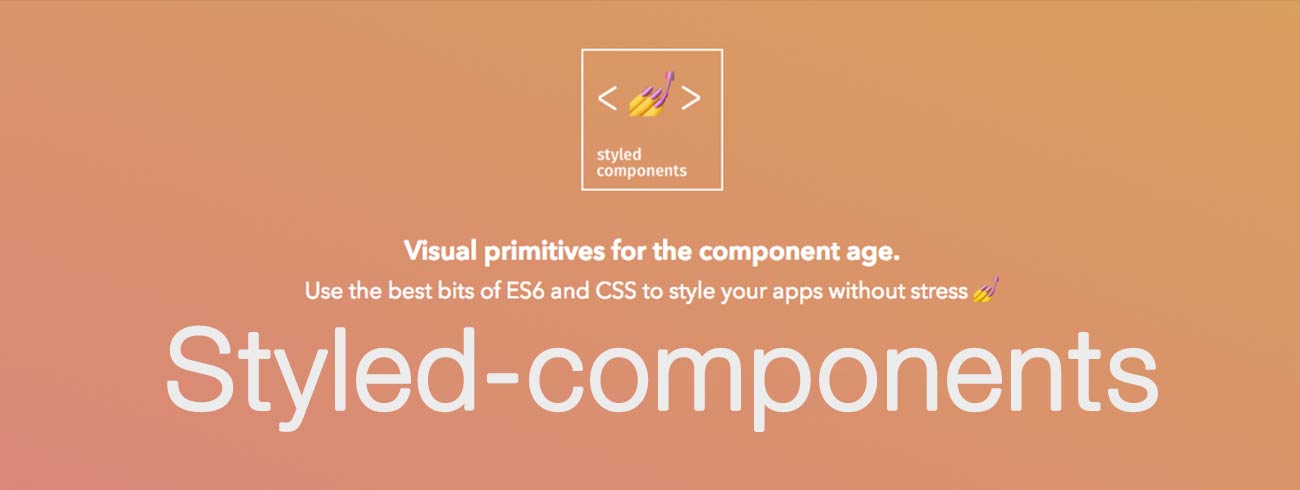 < 💅 >
styled
components
Visual primitives for the component age.
Use the best bits of ES6 and CSS to style your apps without stress 💅
Styled-components